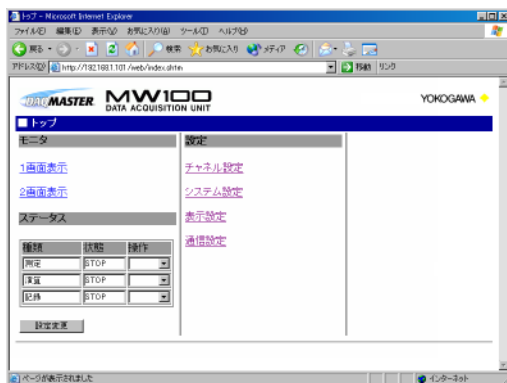 トップ - Microsoft Internet Explorer
ファイル(F) 編集(E) 表示(V) お気に入り(A) ツール(T) ヘルプ(H)
戻る 検索 お気に入り メディア
アドレス(D) http://192.168.1.101/web/index.shtm 移動 リンク
DAQMASTER MW100 DATA ACQUISITION UNIT YOKOGAWA
トップ
モニタ 設定
1画面表示 チャネル設定
2画面表示 システム設定
ステータス 表示設定
通信設定
種類 状態 操作
測定 STOP
演算 STOP
記録 STOP
設定変更
ページが表示されました インターネット